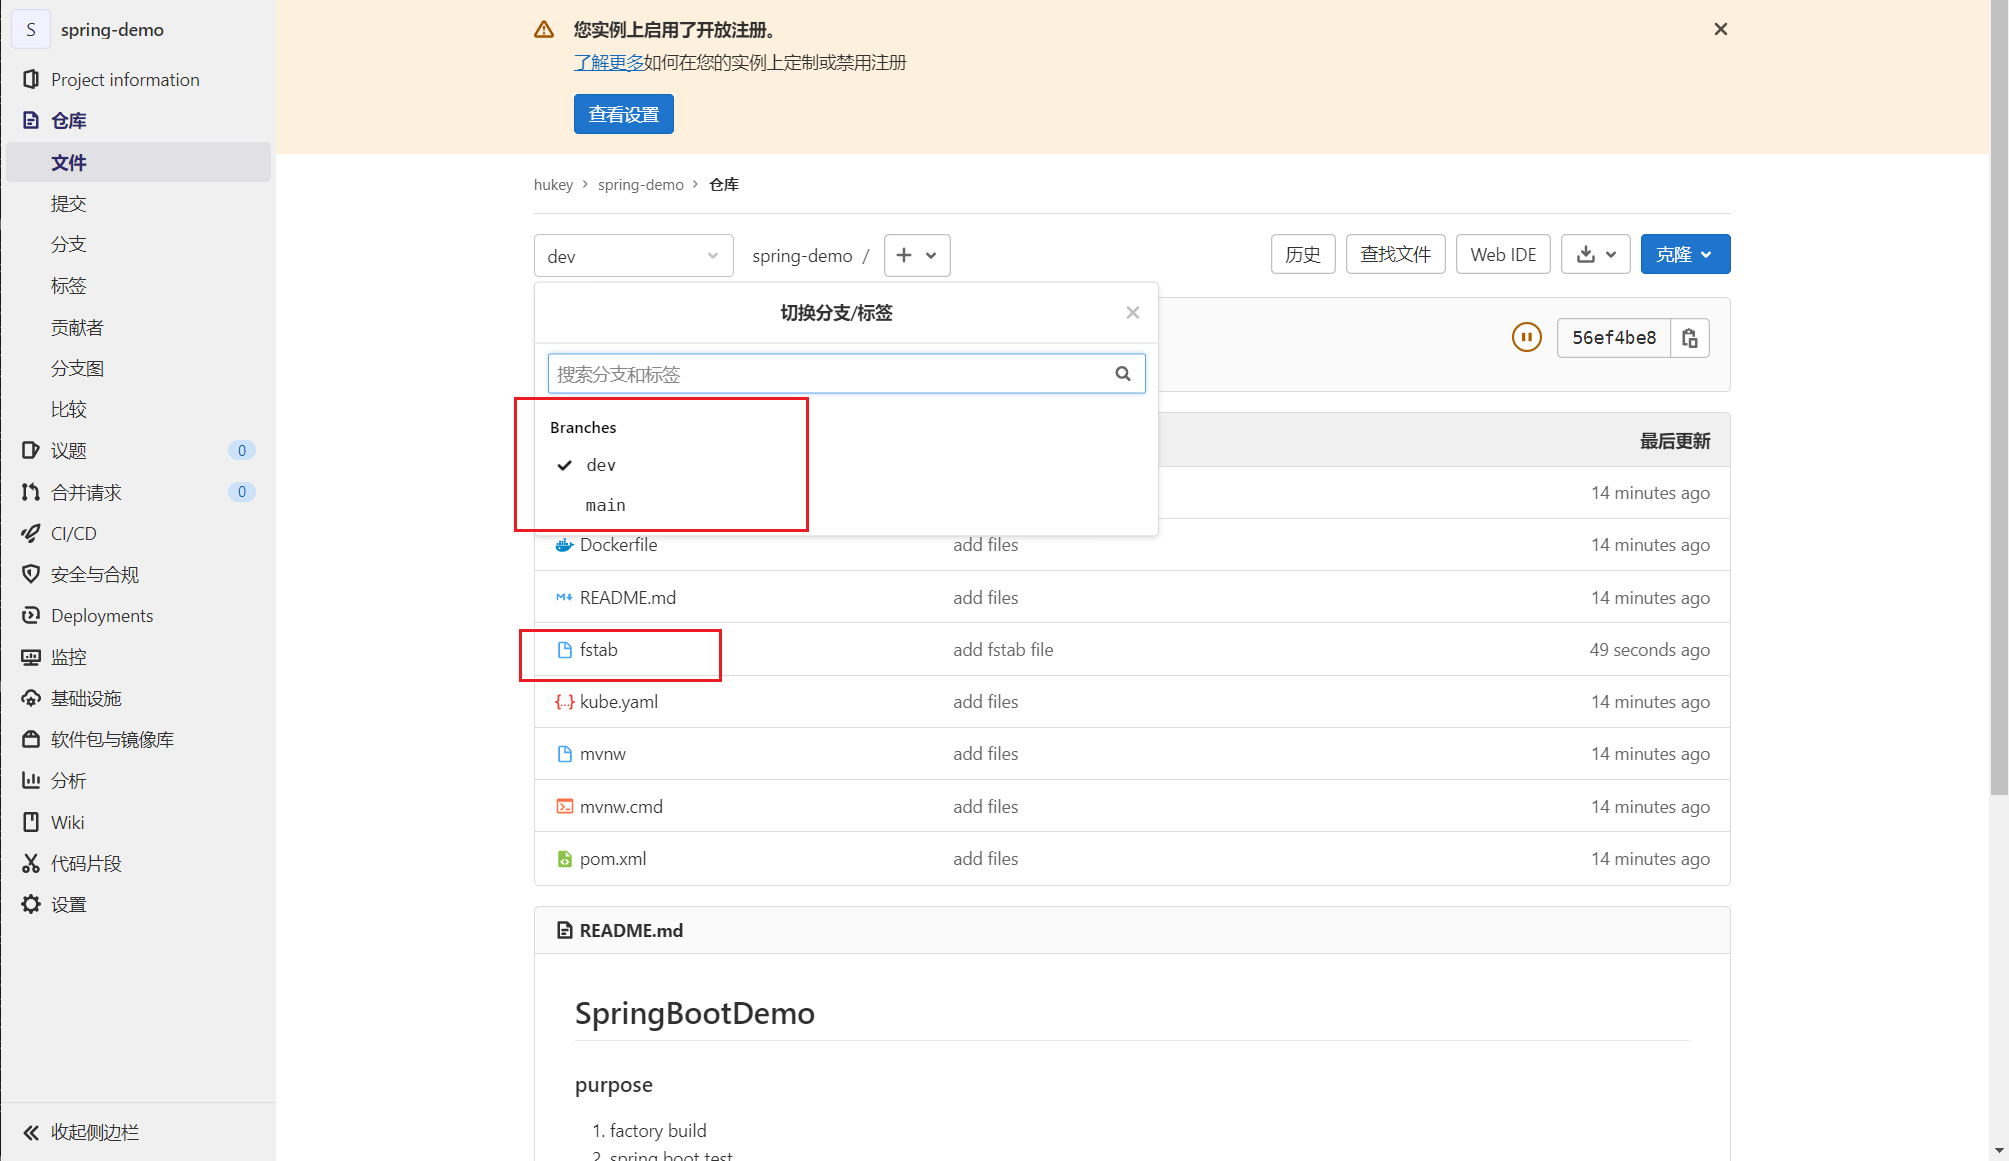 S spring-demo
Project information
仓库
文件
提交
分支
标签
贡献者
分支图
比较
议题 0
合并请求 0
CI/CD
安全与合规
Deployments
监控
基础设施
软件包与镜像库
分析
Wiki
代码片段
设置
收起侧边栏
您实例上启用了开放注册。
了解更多如何在您的实例上定制或禁用注册
查看设置
hukey › spring-demo › 仓库
dev spring-demo / 历史 查找文件 Web IDE 克隆
切换分支/标签
56ef4be8
搜索分支和标签
Branches
最后更新
dev
14 minutes ago
main
Dockerfile add files 14 minutes ago
README.md add files 14 minutes ago
fstab add fstab file 49 seconds ago
kube.yaml add files 14 minutes ago
mvnw add files 14 minutes ago
mvnw.cmd add files 14 minutes ago
pom.xml add files 14 minutes ago
README.md
SpringBootDemo
purpose
1. factory build
2. spring boot test